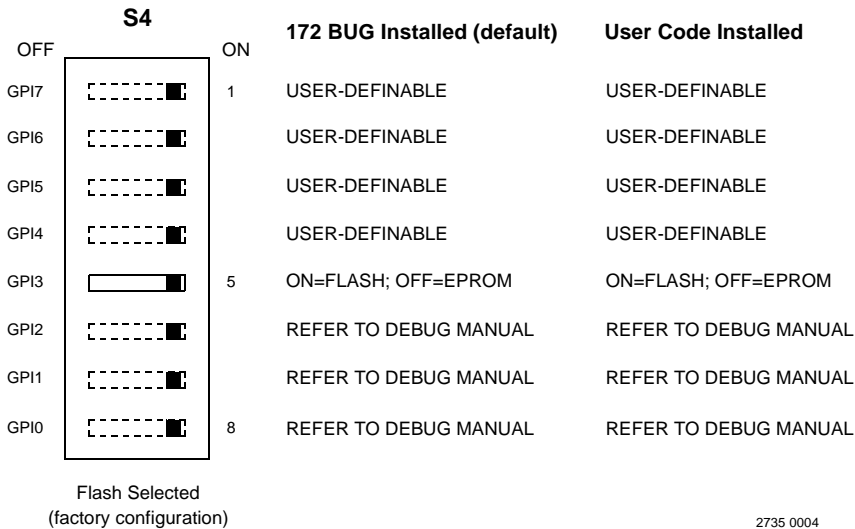 S4
172 BUG Installed (default) User Code Installed
OFF ON
GPI7 1 USER-DEFINABLE USER-DEFINABLE
GPI6 USER-DEFINABLE USER-DEFINABLE
GPI5 USER-DEFINABLE USER-DEFINABLE
GPI4 USER-DEFINABLE USER-DEFINABLE
GPI3 5 ON=FLASH; OFF=EPROM ON=FLASH; OFF=EPROM
GPI2 REFER TO DEBUG MANUAL REFER TO DEBUG MANUAL
GPI1 REFER TO DEBUG MANUAL REFER TO DEBUG MANUAL
GPI0 8 REFER TO DEBUG MANUAL REFER TO DEBUG MANUAL
Flash Selected
(factory configuration)
2735 0004